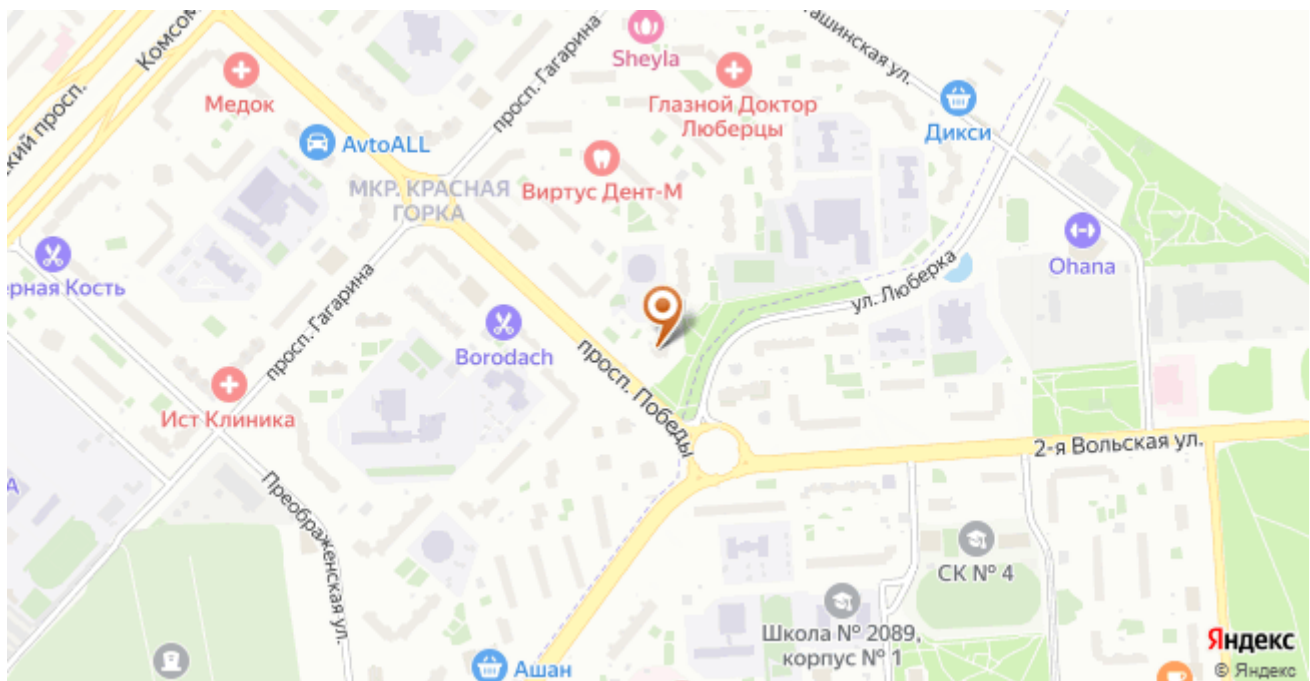 Sheyla
Комсом
ский просп.
Медок
просп. Гагарина
Глазной Доктор
Люберцы
ташинская ул.
Дикси
AvtoALL
Виртус Дент-М
МКР. КРАСНАЯ
ГОРКА
Ohana
ерная Кость
просп. Гагарина
ул. Люберка
Borodach
просп. Победы
Ист Клиника
2-я Вольская ул.
А
Преображенская ул.
СК № 4
Школа № 2089,
корпус № 1
Ашан
Яндекс
© Яндекс